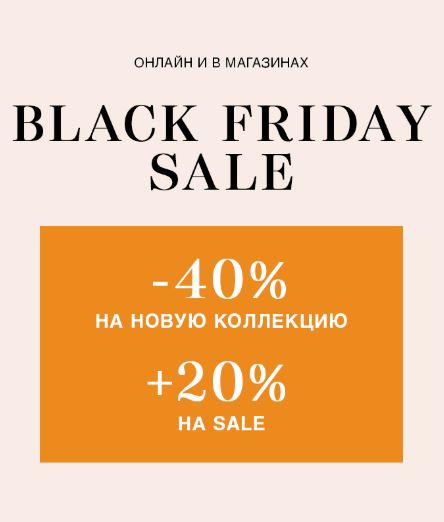 ОНЛАЙН И В МАГАЗИНАХ
BLACK FRIDAY
SALE
-40%
НА НОВУЮ КОЛЛЕКЦИЮ
+20%
НА SALE